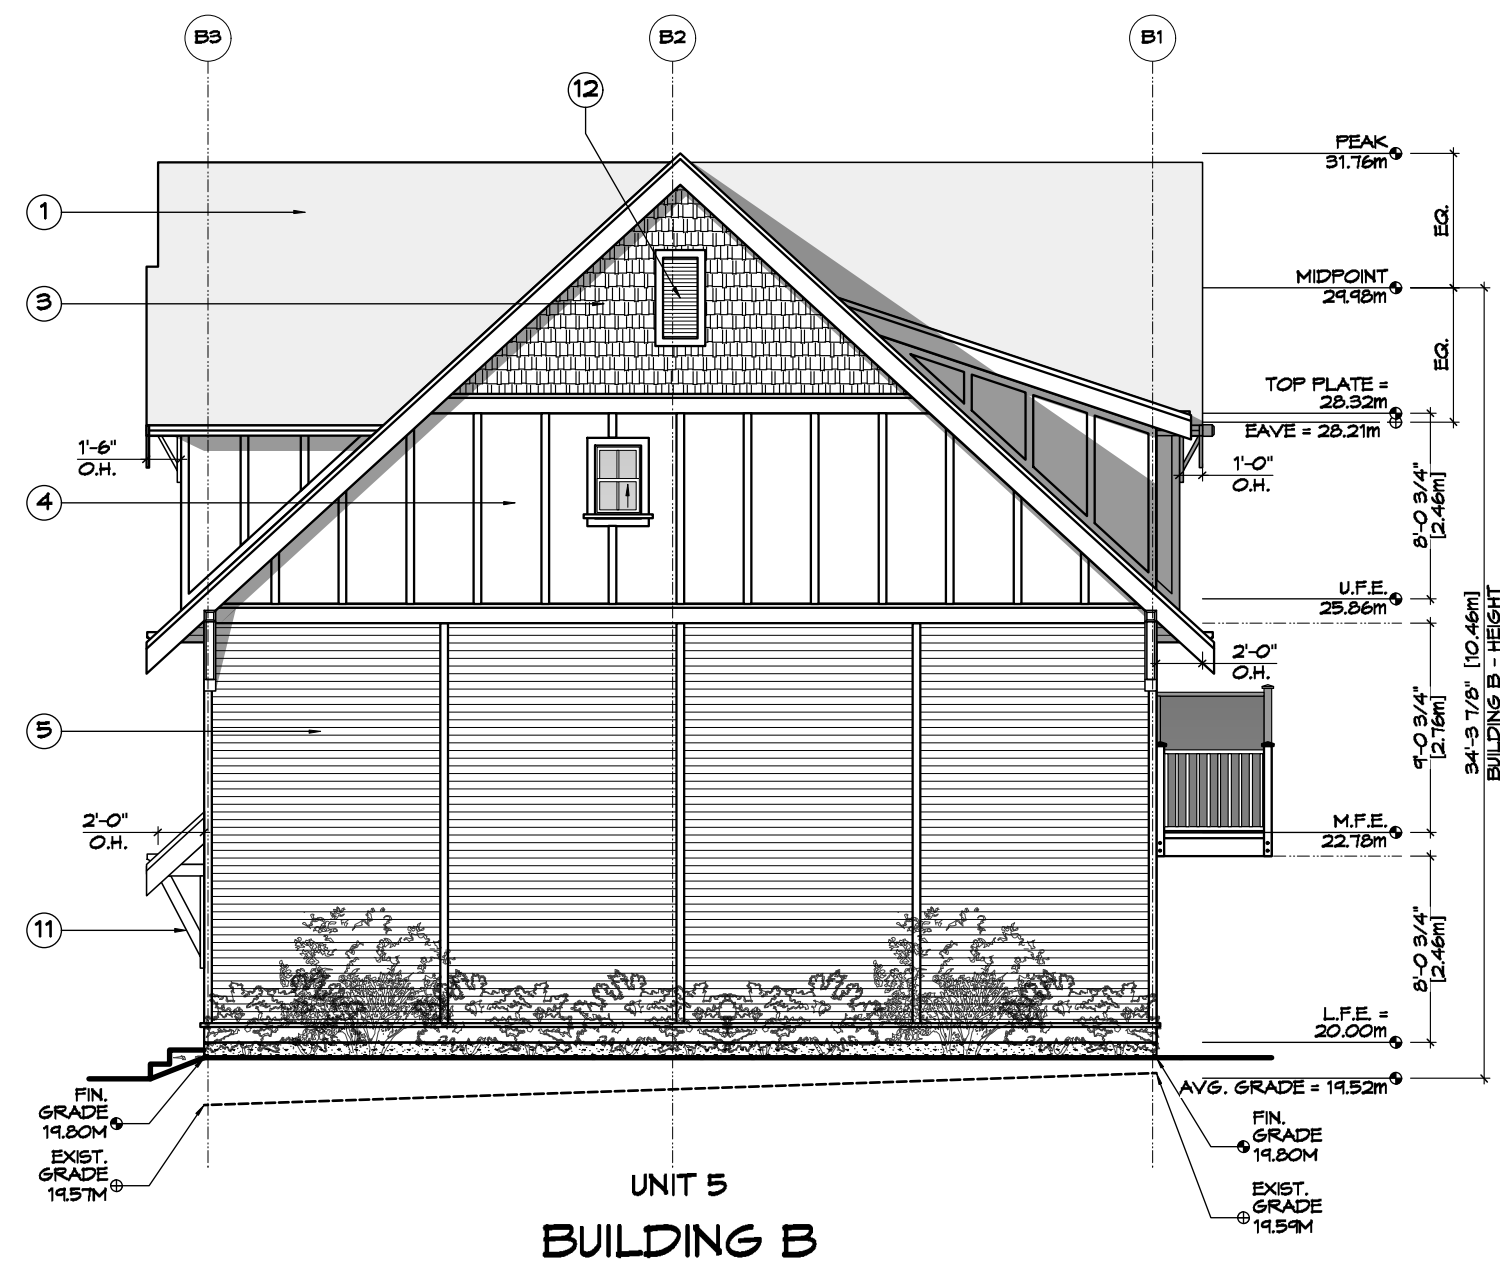 B3
B2
B1
12
PEAK
31.76m
1
EQ.
MIDPOINT
29.98m
3
EQ.
TOP PLATE =
28.32m
EAVE = 28.21m
1'-6"
O.H.
1'-0"
O.H.
4
8'-0 3/4"
[2.46m]
U.F.E.
25.86m
2'-0"
O.H.
34'-3 7/8" [10.46m]
BUILDING B - HEIGHT
5
9'-0 3/4"
[2.76m]
2'-0"
O.H.
M.F.E.
22.78m
11
8'-0 3/4"
[2.46m]
L.F.E. =
20.00m
AVG. GRADE = 19.52m
FIN.
GRADE
19.80M
EXIST.
GRADE
19.57M
FIN.
GRADE
19.80M
EXIST.
GRADE
19.59M
UNIT 5
BUILDING B